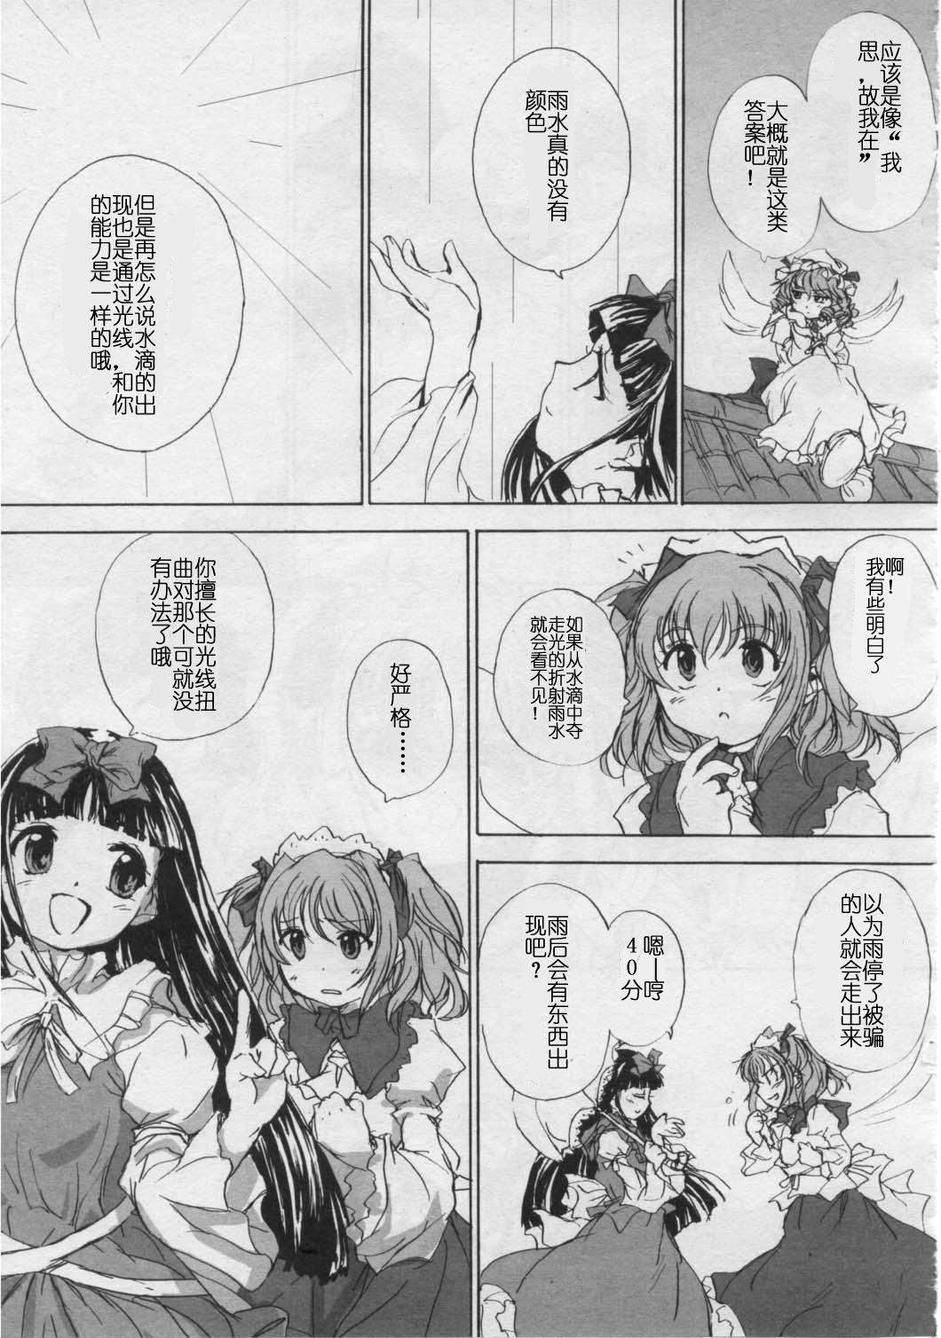 应该是像“我
思，故我在”
大概就是这类
答案吧！
雨水真的没有
颜色
但是再怎么说水滴的出
现也是通过光线，和你
的能力是一样的哦
啊！
我有些明白了
如果从水滴中夺
走光的折射雨水
就会看不见！
好严格……
你擅长的光线扭
曲对那个可就没
有办法了哦
以为雨停了被骗
的人就会走出来
嗯—哼
40分
雨后会有东西出
现吧？